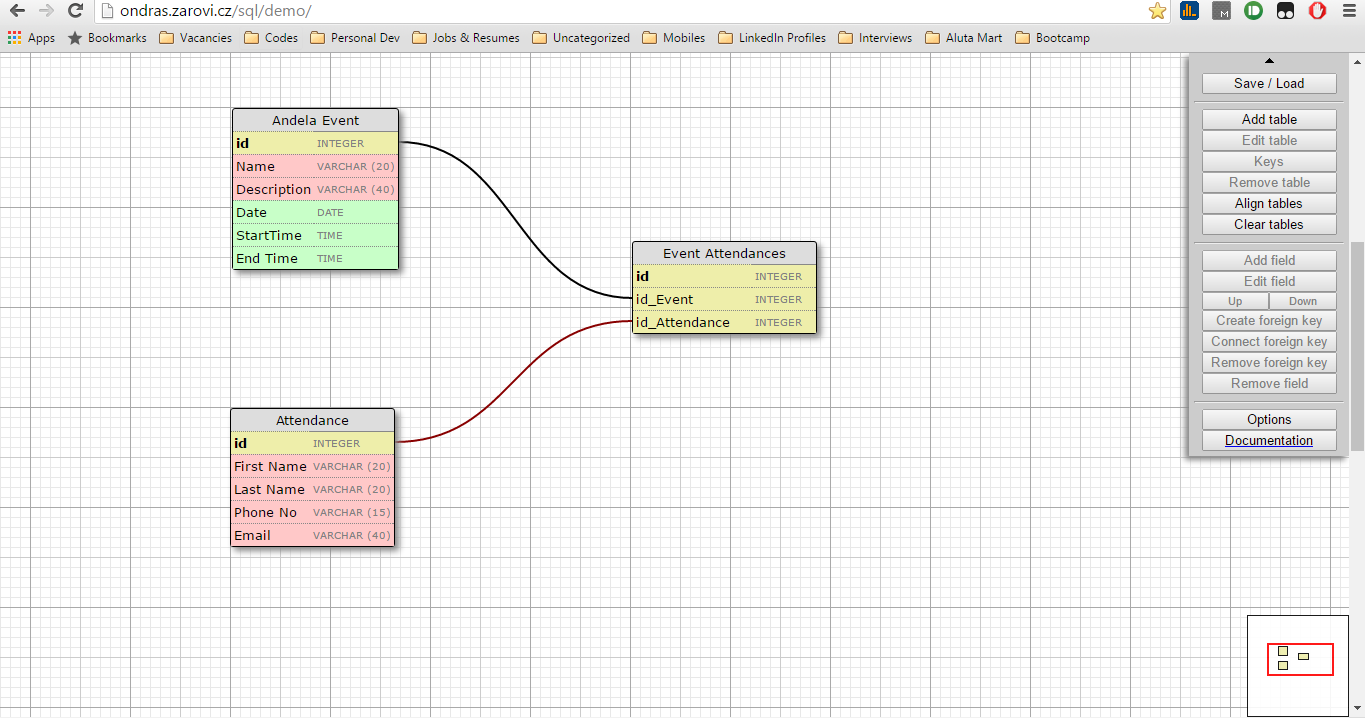 ondras.zarovi.cz/sql/demo/
Apps Bookmarks Vacancies Codes Personal Dev Jobs & Resumes Uncategorized Mobiles LinkedIn Profiles Interviews Aluta Mart Bootcamp
Andela Event
id INTEGER
Name VARCHAR (20)
Description VARCHAR (40)
Date DATE
StartTime TIME
End Time TIME
Event Attendances
id INTEGER
id_Event INTEGER
id_Attendance INTEGER
Attendance
id INTEGER
First Name VARCHAR (20)
Last Name VARCHAR (20)
Phone No VARCHAR (15)
Email VARCHAR (40)
Save / Load
Add table
Edit table
Keys
Remove table
Align tables
Clear tables
Add field
Edit field
Up Down
Create foreign key
Connect foreign key
Remove foreign key
Remove field
Options
Documentation